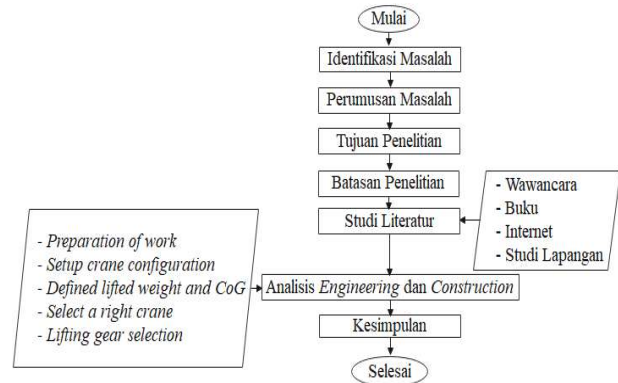 Mulai
Identifikasi Masalah
Perumusan Masalah
Tujuan Penelitian
Batasan Penelitian
Studi Literatur
- Wawancara
- Buku
- Internet
- Studi Lapangan
- Preparation of work
- Setup crane configuration
- Defined lifted weight and CoG
- Select a right crane
- Lifting gear selection
Analisis Engineering dan Construction
Kesimpulan
Selesai